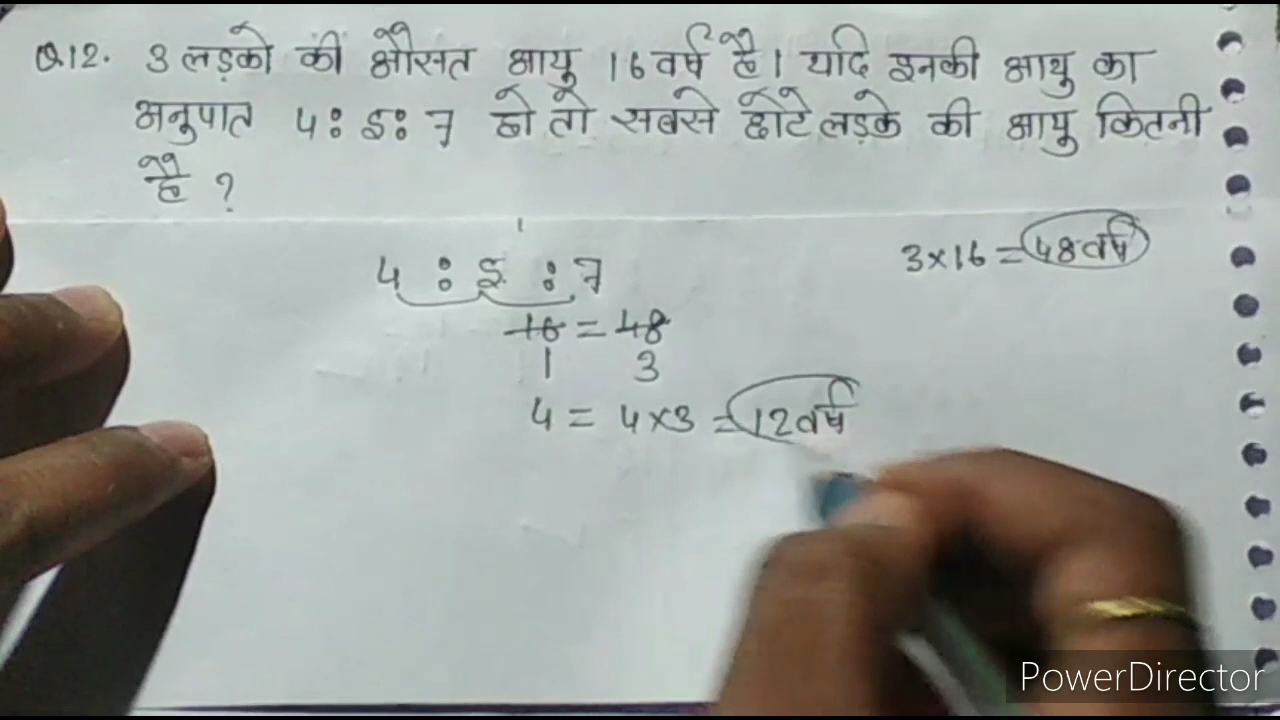 Q.12. 3 लड़को की औसत आयु 16 वर्ष है। यदि इनकी आयु का
अनुपात 4 : 5 : 7 हो तो सबसे छोटे लड़के की आयु कितनी
है ?
3×16 = 48 वर्ष
4 : 5 : 7
16 = 48
1 3
4 = 4×3 = 12 वर्ष
PowerDirector